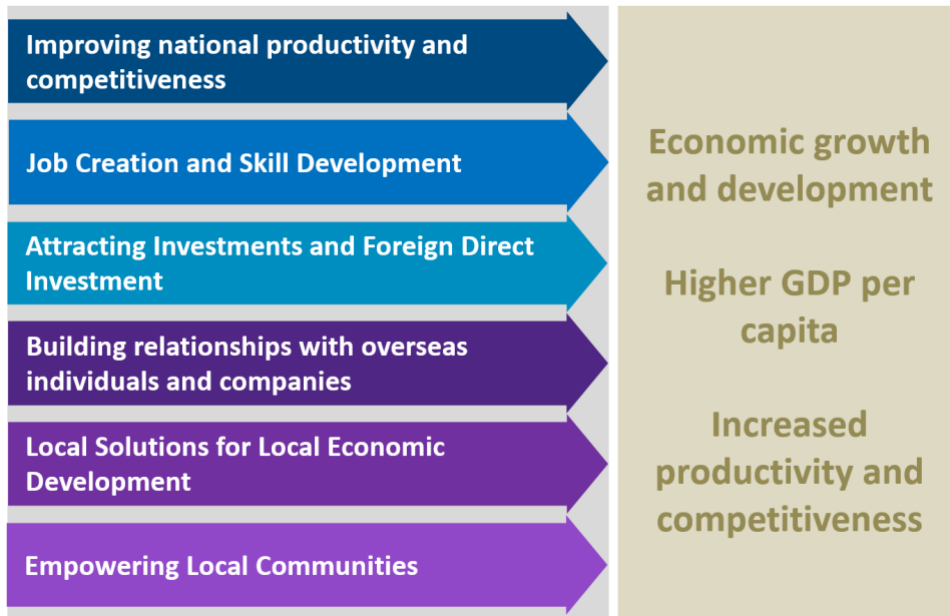 Improving national productivity and
competitiveness
Job Creation and Skill Development
Attracting Investments and Foreign Direct
Investment
Building relationships with overseas
individuals and companies
Local Solutions for Local Economic
Development
Empowering Local Communities
Economic growth
and development
Higher GDP per
capita
Increased
productivity and
competitiveness